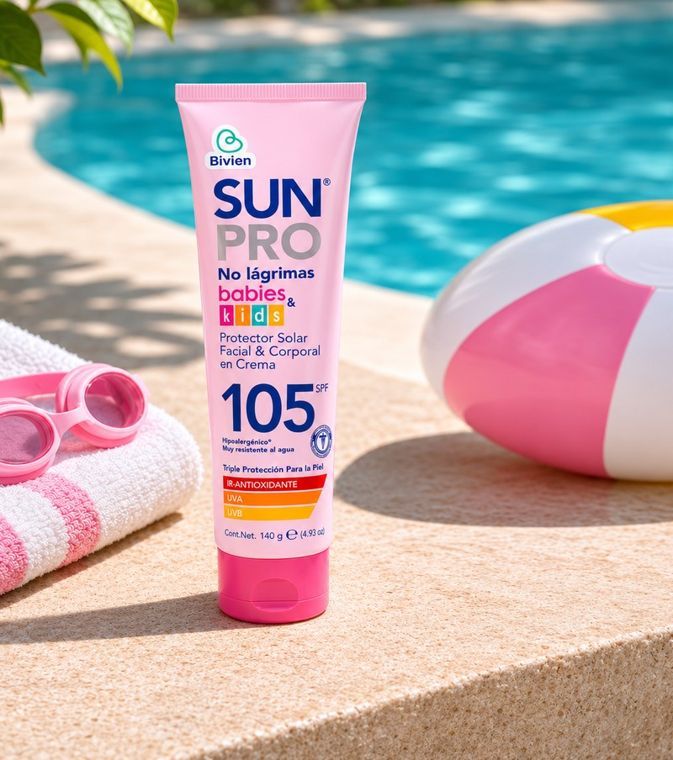 Bivien
SUN®
PRO
No lágrimas
babies
& kids
Protector Solar
Facial & Corporal
en Crema
105 SPF
Hipoalergénico*
Muy resistente al agua
Triple Protección Para la Piel
IR-ANTIOXIDANTE
UVA
UVB
Cont.Net. 140 g e (4.93 oz)